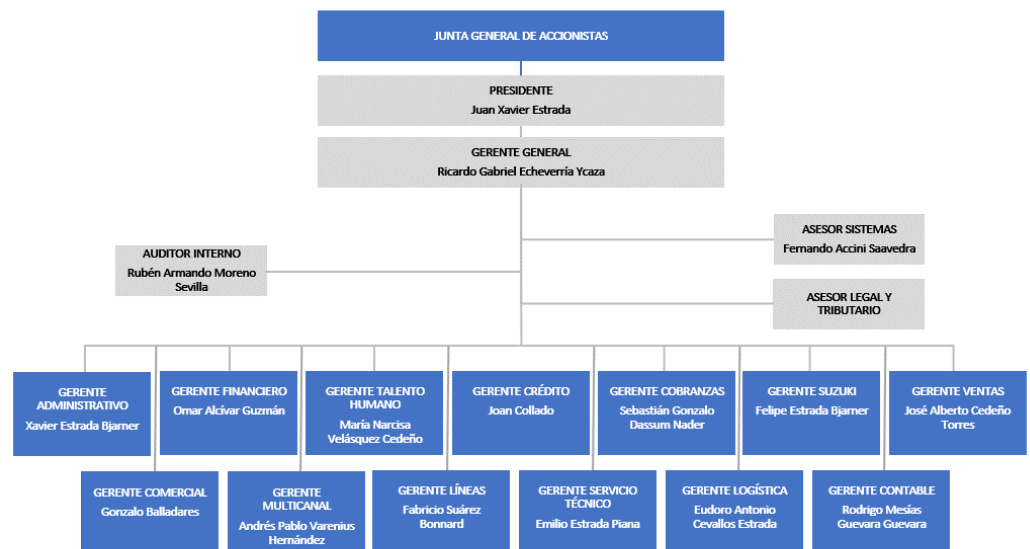 JUNTA GENERAL DE ACCIONISTAS
PRESIDENTE
Juan Xavier Estrada
GERENTE GENERAL
Ricardo Gabriel Echeverría Ycaza
ASESOR SISTEMAS
Fernando Accini Saavedra
AUDITOR INTERNO
Rubén Armando Moreno
Sevilla
ASESOR LEGAL Y
TRIBUTARIO
GERENTE
ADMINISTRATIVO
Xavier Estrada Bjarner
GERENTE FINANCIERO
Omar Alcívar Guzmán
GERENTE TALENTO
HUMANO
María Narcisa
Velásquez Cedeño
GERENTE CRÉDITO
Joan Collado
GERENTE COBRANZAS
Sebastián Gonzalo
Dassum Nader
GERENTE SUZUKI
Felipe Estrada Bjarner
GERENTE VENTAS
José Alberto Cedeño
Torres
GERENTE COMERCIAL
Gonzalo Balladares
GERENTE
MULTICANAL
Andrés Pablo Varenius
Hernández
GERENTE LÍNEAS
Fabricio Suárez
Bonnard
GERENTE SERVICIO
TÉCNICO
Emilio Estrada Piana
GERENTE LOGÍSTICA
Eudoro Antonio
Cevallos Estrada
GERENTE CONTABLE
Rodrigo Mesías
Guevara Guevara